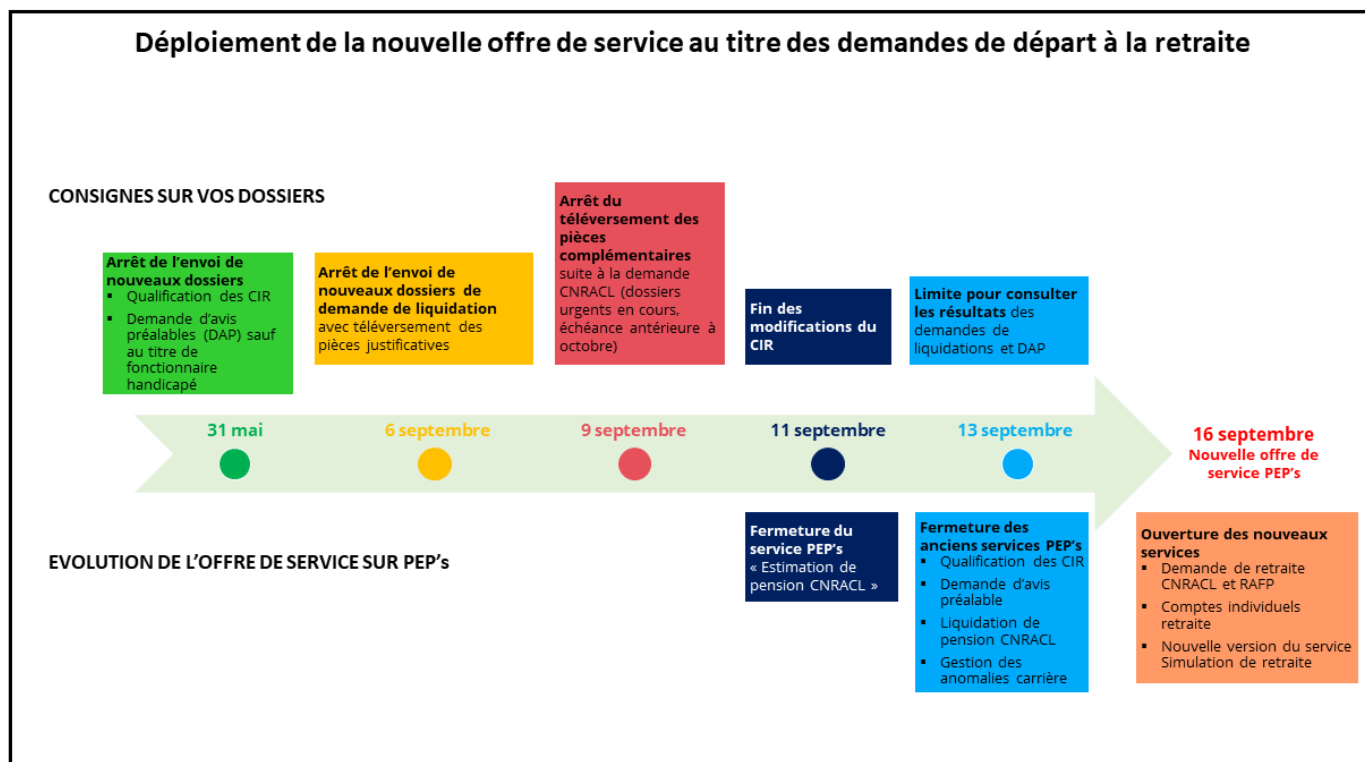 Déploiement de la nouvelle offre de service au titre des demandes de départ à la retraite
CONSIGNES SUR VOS DOSSIERS
Arrêt de l'envoi de
nouveaux dossiers
▪ Qualification des CIR
▪ Demande d'avis
préalables (DAP) sauf
au titre de
fonctionnaire
handicapé
Arrêt de l'envoi de
nouveaux dossiers de
demande de liquidation
avec téléversement des
pièces justificatives
Arrêt du
téléversement des
pièces
complémentaires
suite à la demande
CNRACL (dossiers
urgents en cours,
échéance antérieure à
octobre)
Fin des
modifications du
CIR
Limite pour consulter
les résultats des
demandes de
liquidations et DAP
31 mai
6 septembre
9 septembre
11 septembre
13 septembre
16 septembre
Nouvelle offre de
service PEP's
EVOLUTION DE L'OFFRE DE SERVICE SUR PEP's
Fermeture du
service PEP's
« Estimation de
pension CNRACL »
Fermeture des
anciens services PEP's
▪ Qualification des CIR
▪ Demande d'avis
préalable
▪ Liquidation de
pension CNRACL
▪ Gestion des
anomalies carrière
Ouverture des nouveaux
services
▪ Demande de retraite
CNRACL et RAFP
▪ Comptes individuels
retraite
▪ Nouvelle version du service
Simulation de retraite